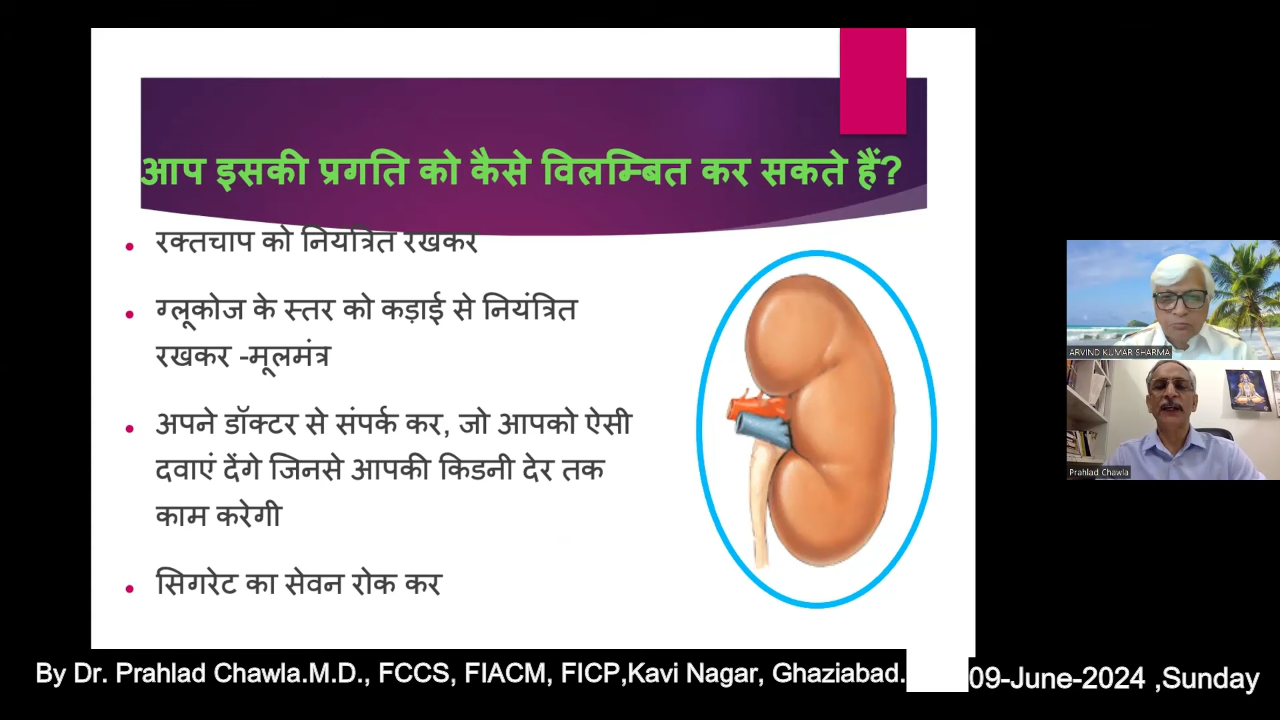 आप इसकी प्रगति को कैसे विलम्बित कर सकते हैं?
• रक्तचाप को नियंत्रित रखकर
• ग्लूकोज के स्तर को कड़ाई से नियंत्रित
रखकर -मूलमंत्र
• अपने डॉक्टर से संपर्क कर, जो आपको ऐसी
दवाएं देंगे जिनसे आपकी किडनी देर तक
काम करेगी
• सिगरेट का सेवन रोक कर
ARVIND KUMAR SHARMA
Prahlad Chawla
By Dr. Prahlad Chawla.M.D., FCCS, FIACM, FICP,Kavi Nagar, Ghaziabad.
09-June-2024 ,Sunday